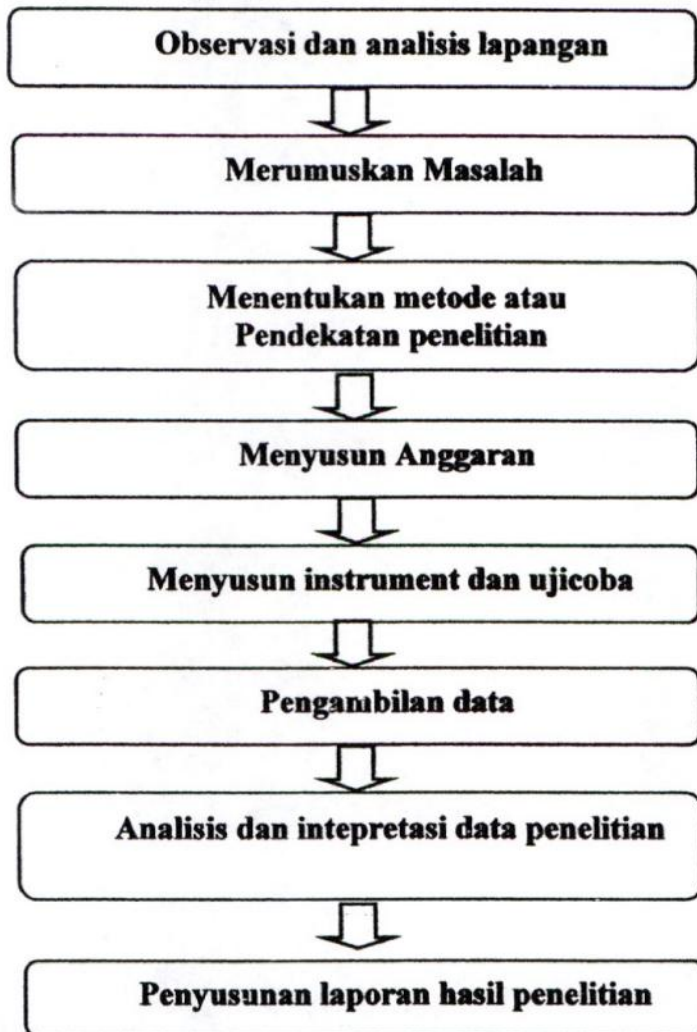 Observasi dan analisis lapangan
Merumuskan Masalah
Menentukan metode atau
Pendekatan penelitian
Menyusun Anggaran
Menyusun instrument dan ujicoba
Pengambilan data
Analisis dan intepretasi data penelitian
Penyusunan laporan hasil penelitian